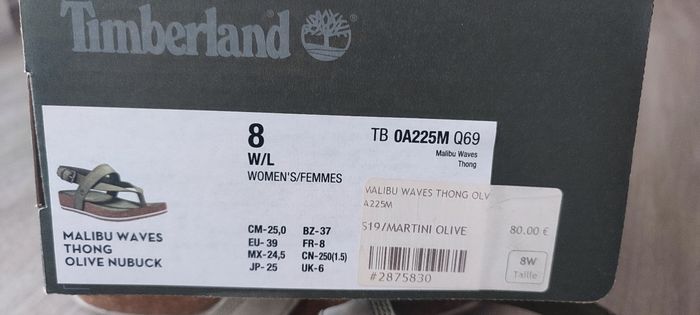 Timberland
8
W/L
WOMEN'S/FEMMES
TB 0A225M Q69
Malibu Waves
Thong
MALIBU WAVES
THONG
OLIVE NUBUCK
CM-25,0 BZ-37
EU- 39 FR-8
MX-24,5 CN-250(1.5)
JP-25 UK-6
MALIBU WAVES THONG OLV
A225M
S19/MARTINI OLIVE
80.00 €
#2875830
8W
Taille